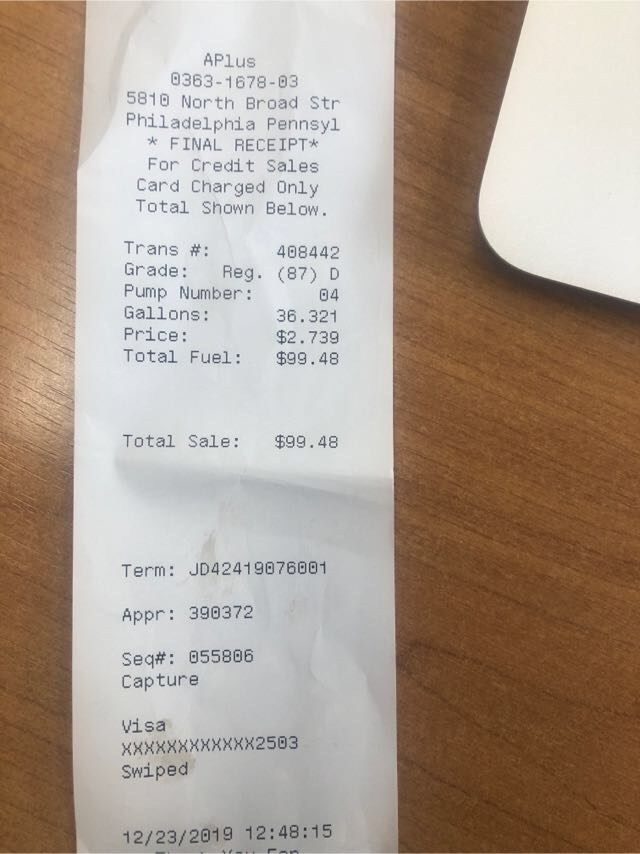 APlus
0363-1678-03
5810 North Broad Str
Philadelphia Pennsyl
* FINAL RECEIPT*
For Credit Sales
Card Charged Only
Total Shown Below.
Trans #: 408442
Grade: Reg. (87) D
Pump Number: 04
Gallons: 36.321
Price: $2.739
Total Fuel: $99.48
Total Sale: $99.48
Term: JD42419076001
Appr: 390372
Seq#: 055806
Capture
Visa
XXXXXXXXXXXX2503
Swiped
12/23/2019 12:48:15